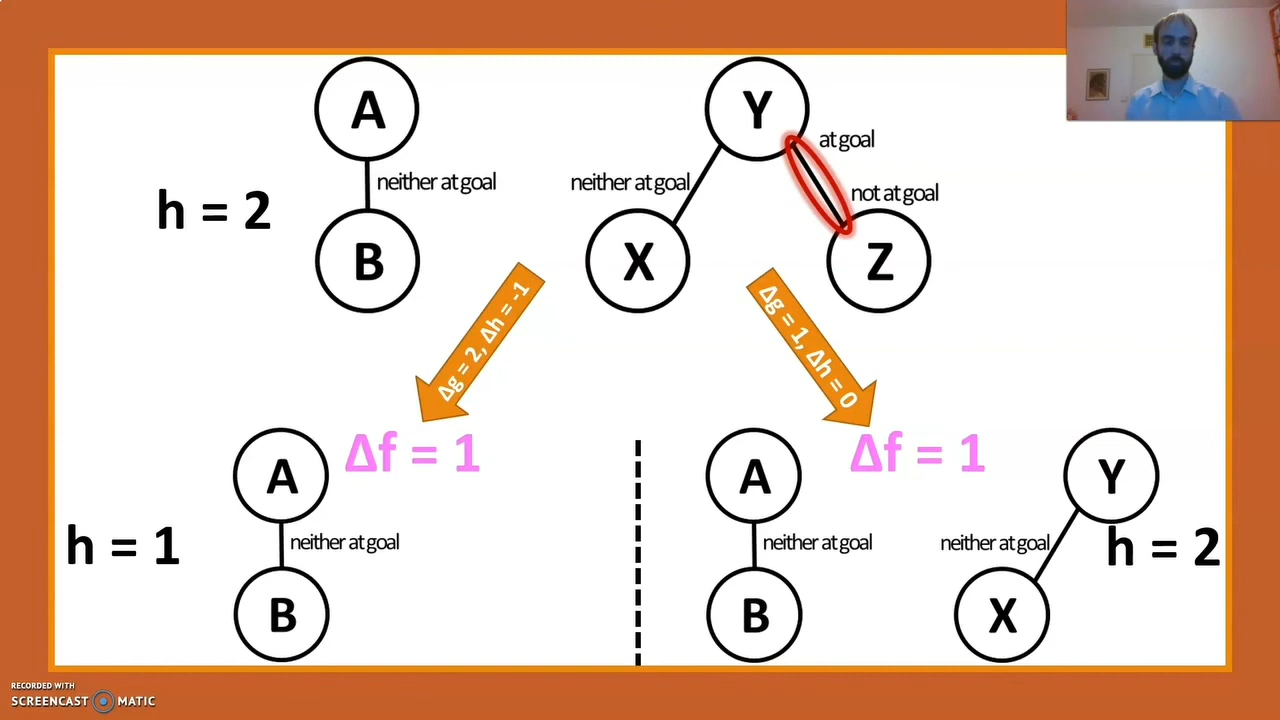 A
Y
at goal
neither at goal
neither at goal
not at goal
h = 2
B
X
Z
Δg = 2, Δh = -1
Δg = 1, Δh = 0
Δf = 1
Δf = 1
A
A
Y
neither at goal
neither at goal
neither at goal
h = 1
h = 2
B
B
X
RECORDED WITH
SCREENCAST MATIC